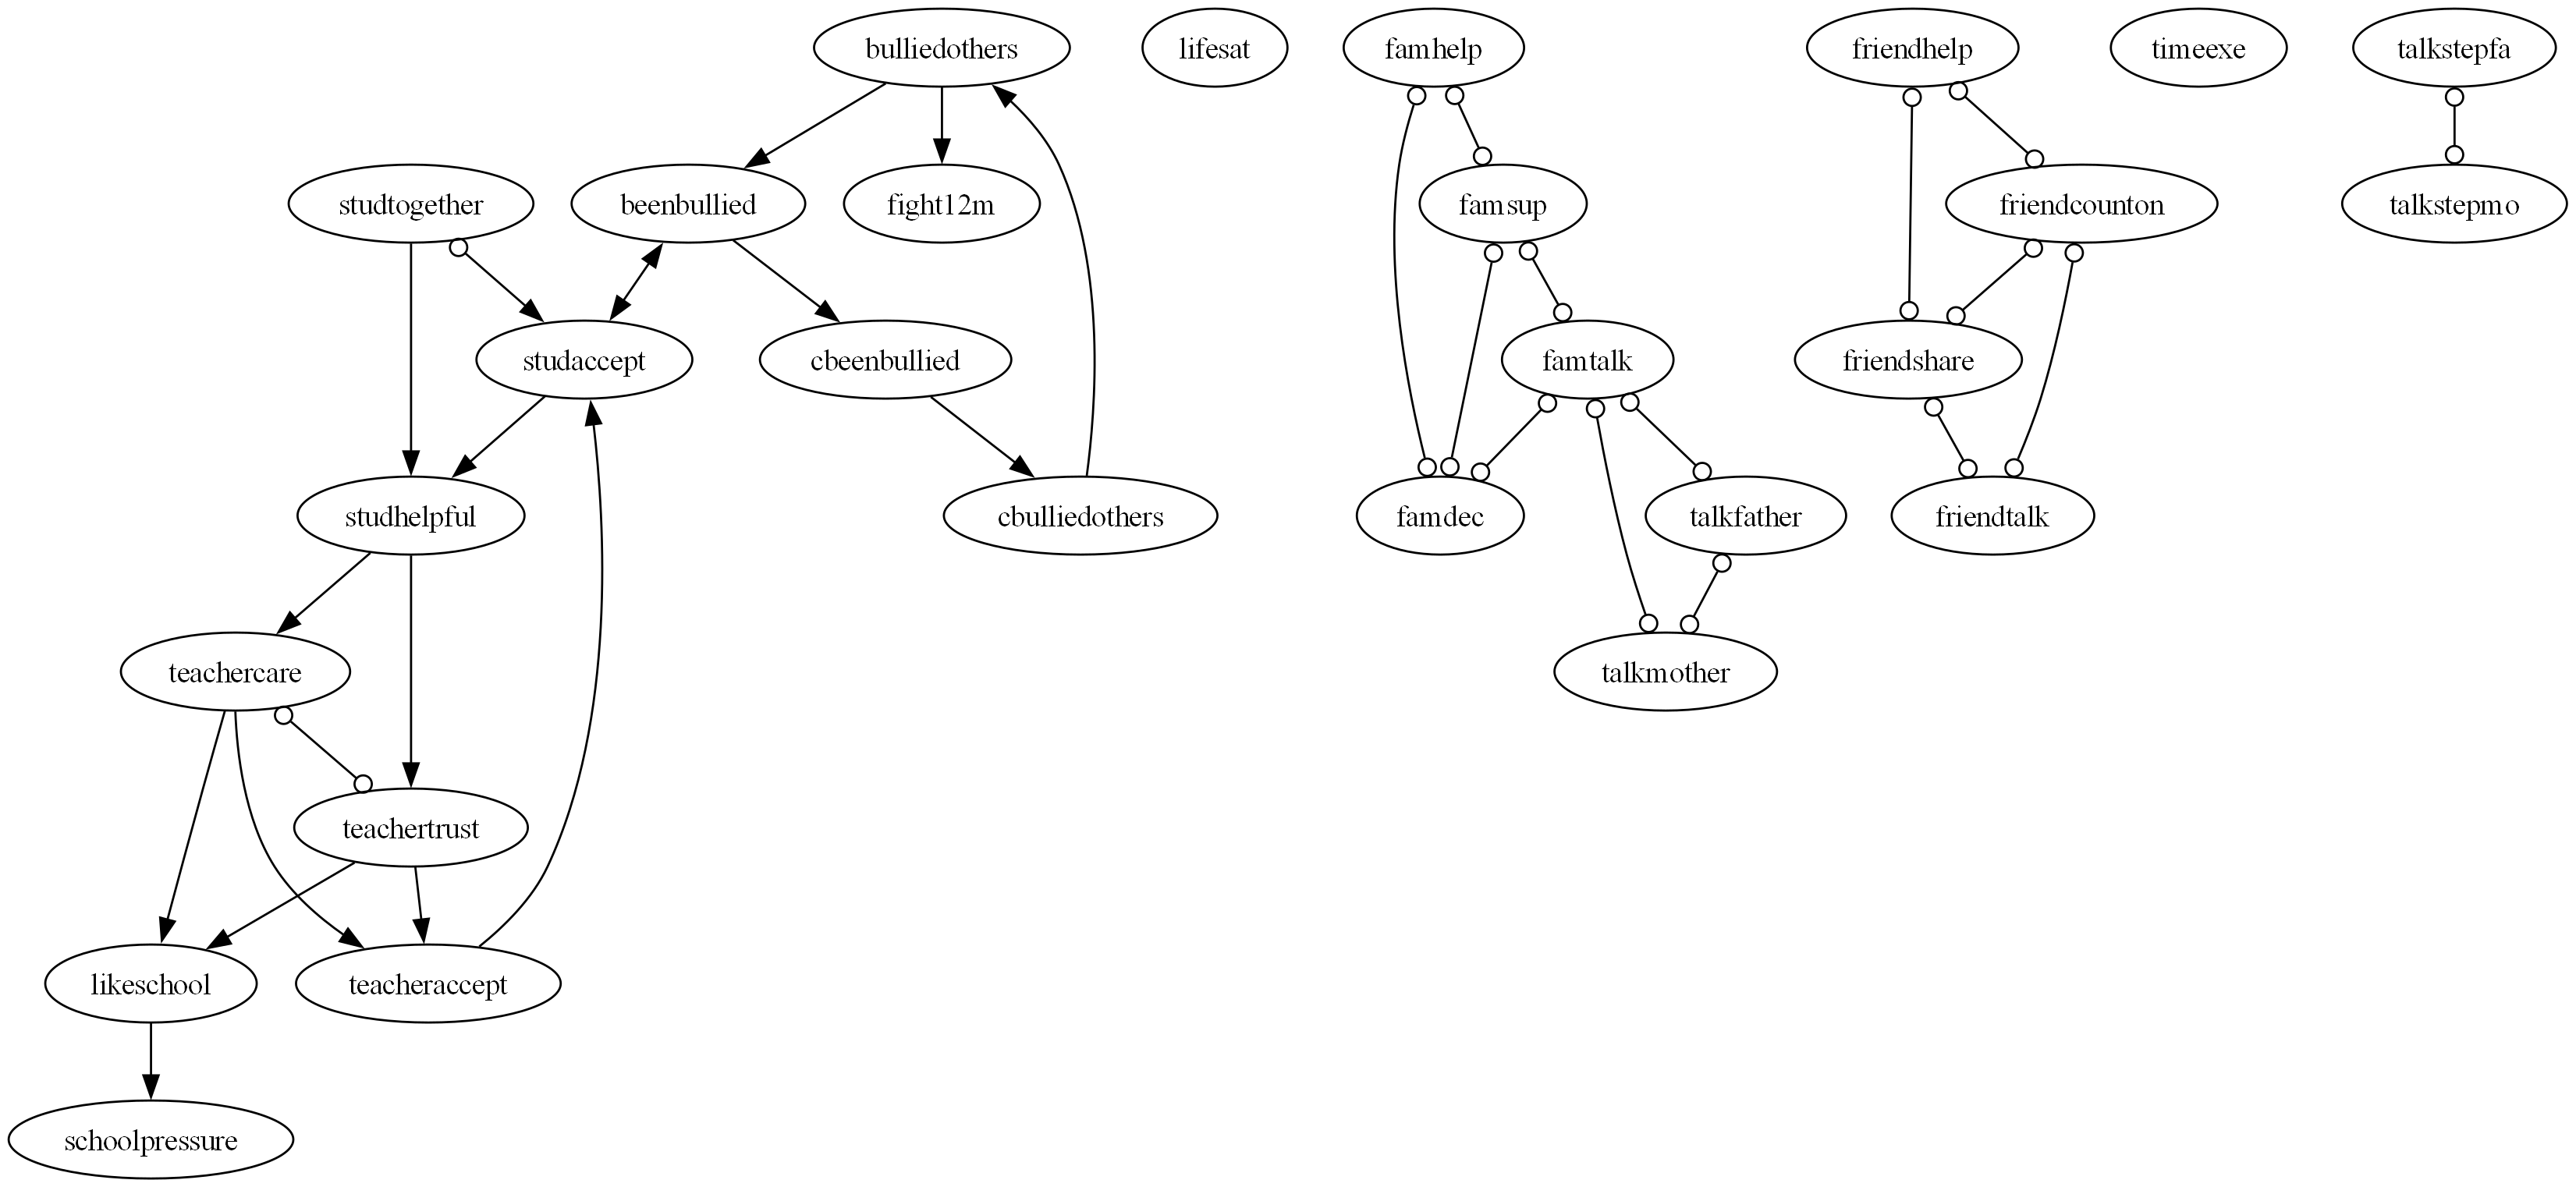 bulliedothers
lifesat
famhelp
friendhelp
timeexe
talkstepfa
studtogether
beenbullied
fight12m
famsup
friendcounton
talkstepmo
studaccept
cbeenbullied
famtalk
friendshare
studhelpful
cbulliedothers
famdec
talkfather
friendtalk
teachercare
talkmother
teachertrust
likeschool
teacheraccept
schoolpressure